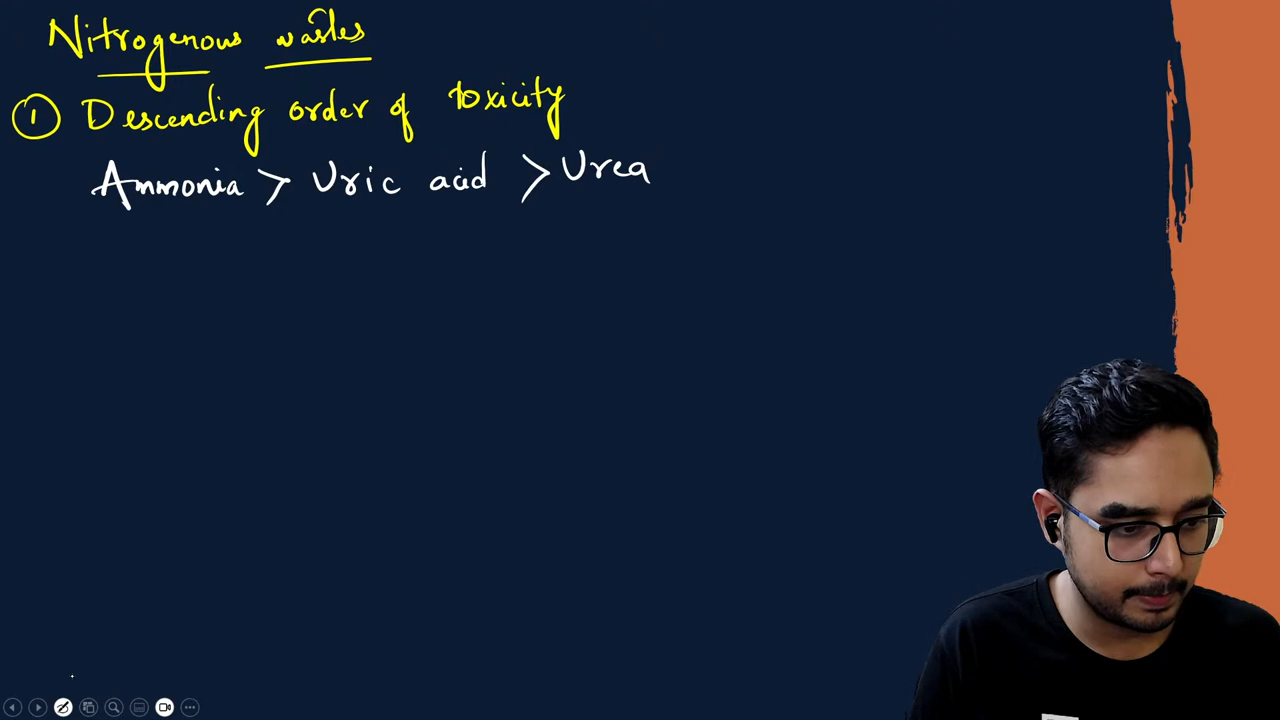 Nitrogenous wastes
1 Descending order of toxicity
Ammonia > Uric acid > Urea